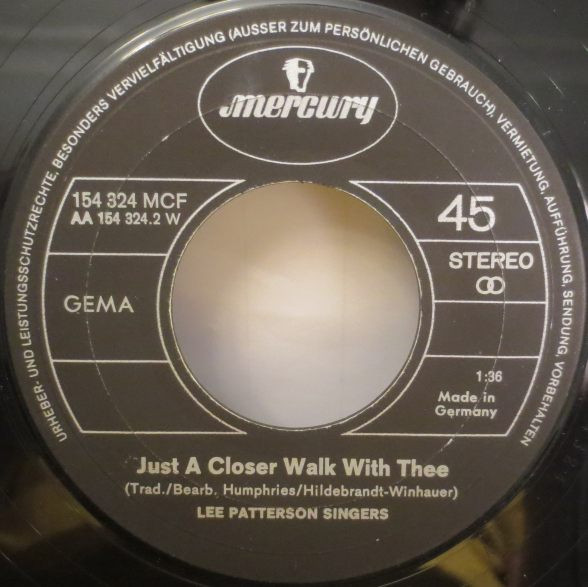 URHEBER- UND LEISTUNGSSCHUTZRECHTE, BESONDERS VERVIELFÄLTIGUNG (AUSSER ZUM PERSÖNLICHEN GEBRAUCH), VERMIETUNG, AUFFÜHRUNG, SENDUNG, VORBEHALTEN
mercury
154 324 MCF
AA 154 324.2 W
45
STEREO
GEMA
1:36
Made in
Germany
Just A Closer Walk With Thee
(Trad./Bearb. Humphries/Hildebrandt-Winhauer)
LEE PATTERSON SINGERS